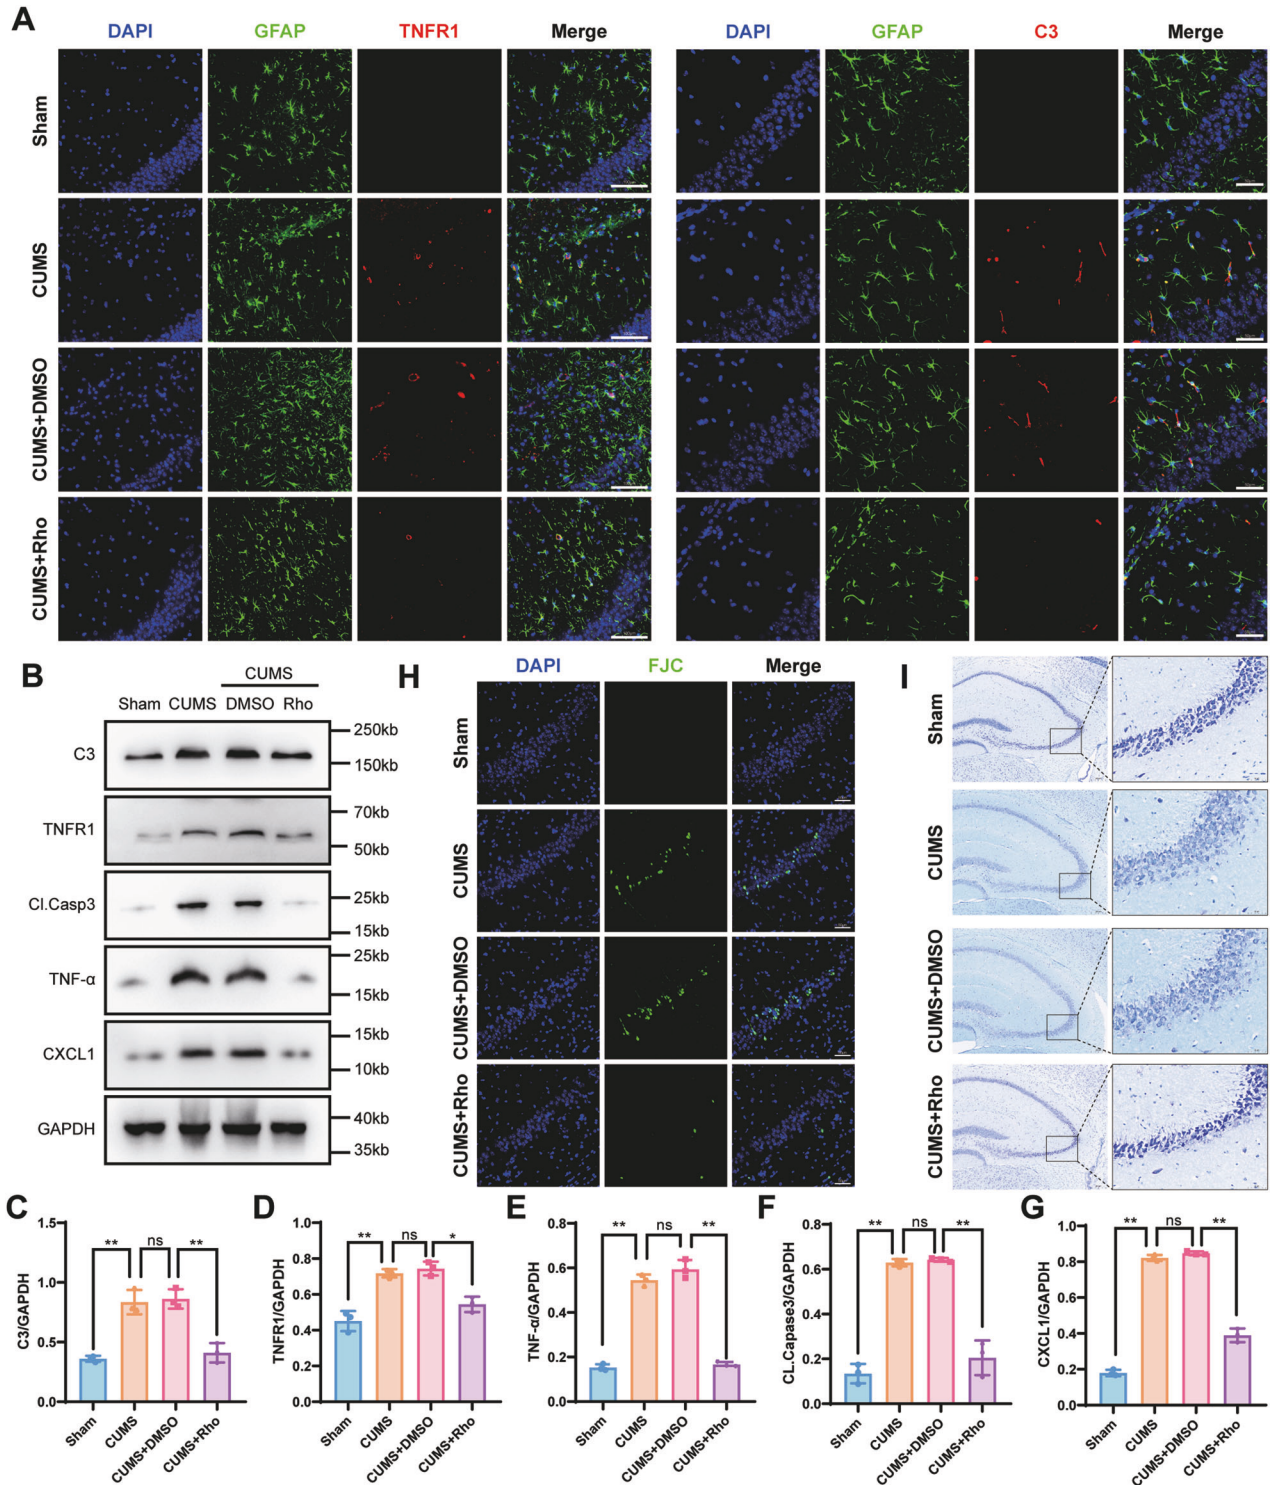 A
DAPI GFAP TNFR1 Merge DAPI GFAP C3 Merge
Sham
CUMS
CUMS+DMSO
CUMS+Rho
B
CUMS
Sham CUMS DMSO Rho
C3
250kb
150kb
TNFR1
70kb
50kb
Cl.Casp3
25kb
15kb
TNF-α
25kb
15kb
CXCL1
15kb
10kb
GAPDH
40kb
35kb
H
DAPI FJC Merge
Sham
CUMS
CUMS+DMSO
CUMS+Rho
I
Sham
CUMS
CUMS+DMSO
CUMS+Rho
C
C3/GAPDH
1.5
1.0
0.5
0.0
** ns **
Sham CUMS CUMS+DMSO CUMS+Rho
D
TNFR1/GAPDH
1.0
0.8
0.6
0.4
0.2
0.0
** ns *
Sham CUMS CUMS+DMSO CUMS+Rho
E
TNF-α/GAPDH
0.8
0.6
0.4
0.2
0.0
** ns **
Sham CUMS CUMS+DMSO CUMS+Rho
F
CL.Capase3/GAPDH
0.8
0.6
0.4
0.2
0.0
** ns **
Sham CUMS CUMS+DMSO CUMS+Rho
G
CXCL1/GAPDH
1.0
0.8
0.6
0.4
0.2
0.0
** ns **
Sham CUMS CUMS+DMSO CUMS+Rho